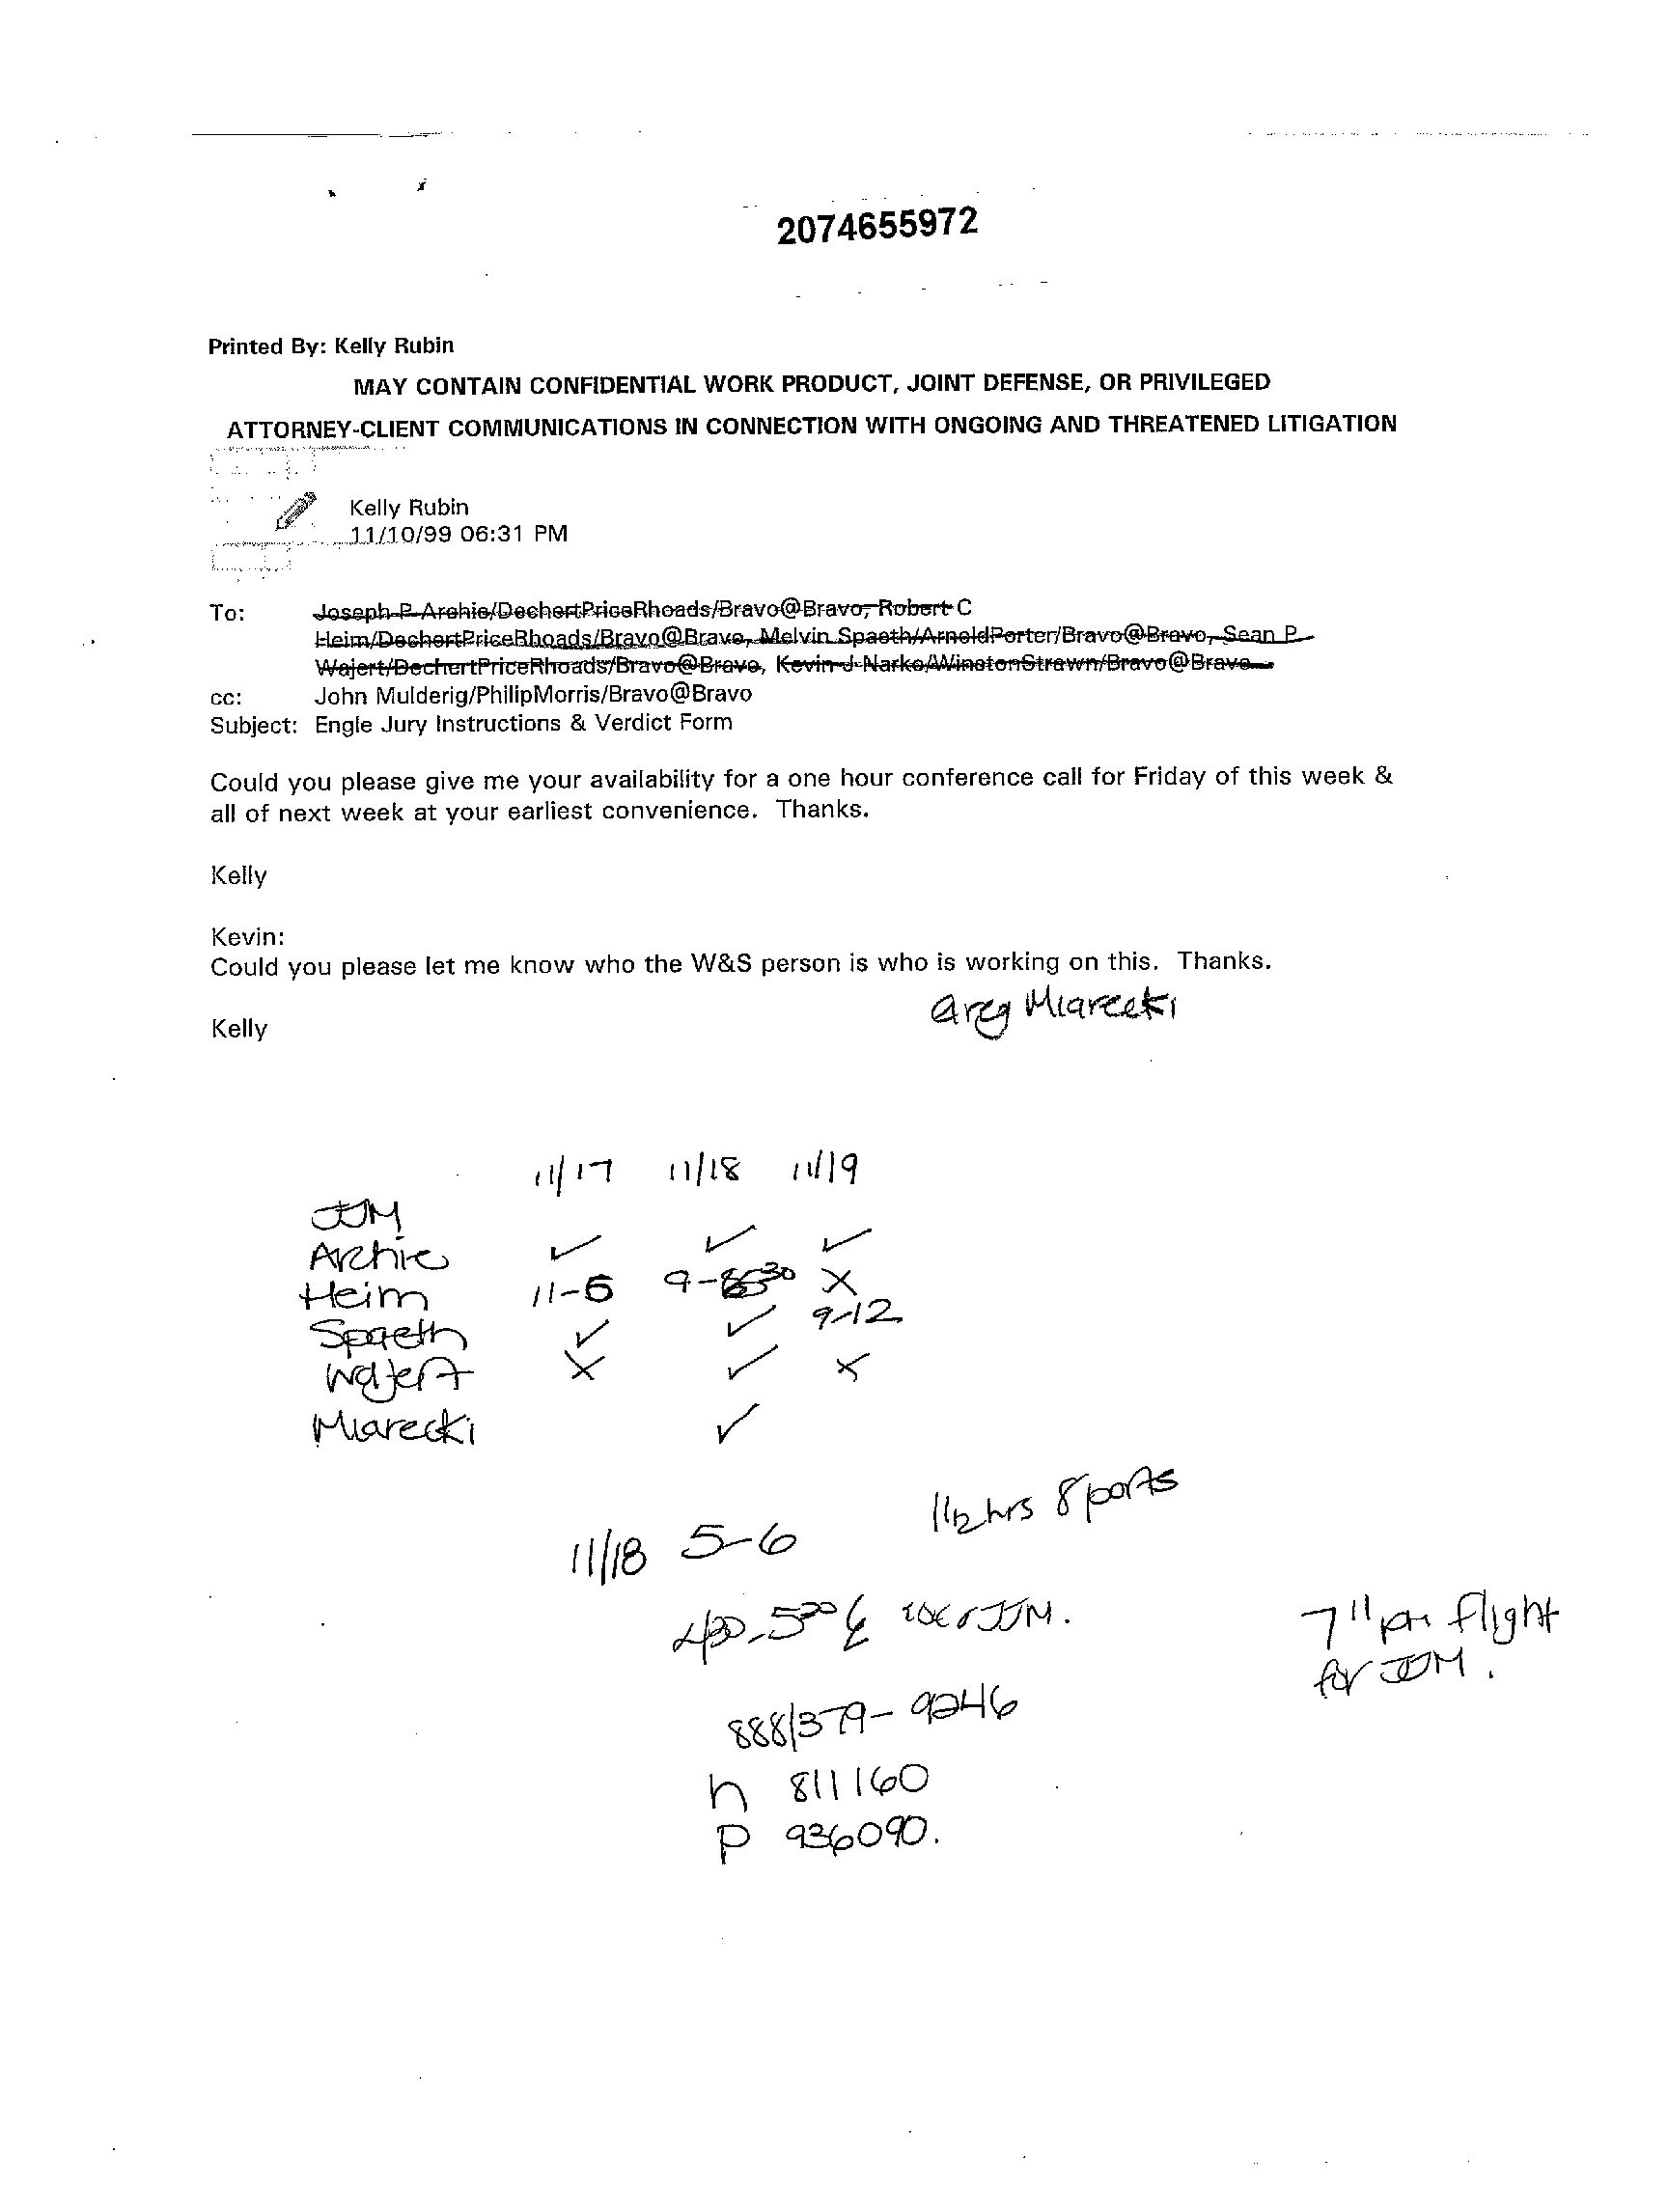 2074655972
Printed By: Kelly Rubin
MAY CONTAIN CONFIDENTIAL WORK PRODUCT, JOINT DEFENSE, OR PRIVILEGED
ATTORNEY-CLIENT COMMUNICATIONS IN CONNECTION WITH ONGOING AND THREATENED LITIGATION
Kelly Rubin
11/10/99 06:31 PM
To: Joseph P Archie/DechertPriceRhoads/Bravo@Bravo, Robert C
Heim/DechertPriceRhoads/Bravo@Bravo, Melvin Spaeth/ArnoldPorter/Bravo@Bravo, Sean P
Wajert/DechertPriceRhoads/Bravo@Bravo, Kevin J Narko/WinstonStrawn/Bravo@Bravo
cc: John Mulderig/PhilipMorris/Bravo@Bravo
Subject: Engle Jury Instructions & Verdict Form
Could you please give me your availability for a one hour conference call for Friday of this week &
all of next week at your earliest convenience. Thanks.
Kelly
Kevin:
Could you please let me know who the W&S person is who is working on this. Thanks.
Greg Miarecki
Kelly
11/17 11/18 11/19
JJM
Archie ✓ ✓ ✓
Heim 11-6 9- 30 X
Spaeth ✓ ✓ 9-12
Wajert X ✓ X
Miarecki ✓
1 1/2 hrs 8 ports
11/18 5-6
JJM.
7 11 pm flight
for JJM.
888/379-9246
h 811160
P 936090.